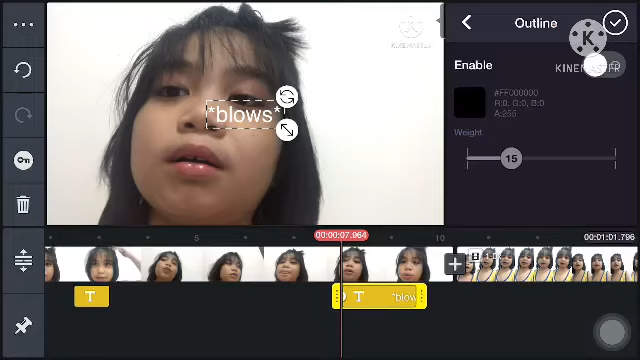 Outline
KINEMASTER
Enable
KINEMASTER
*blows*
#FF000000
R:0, G:0, B:0
A:255
Weight
15
00:00:07.964
00:01:01.796
5
10
T
T
*blow